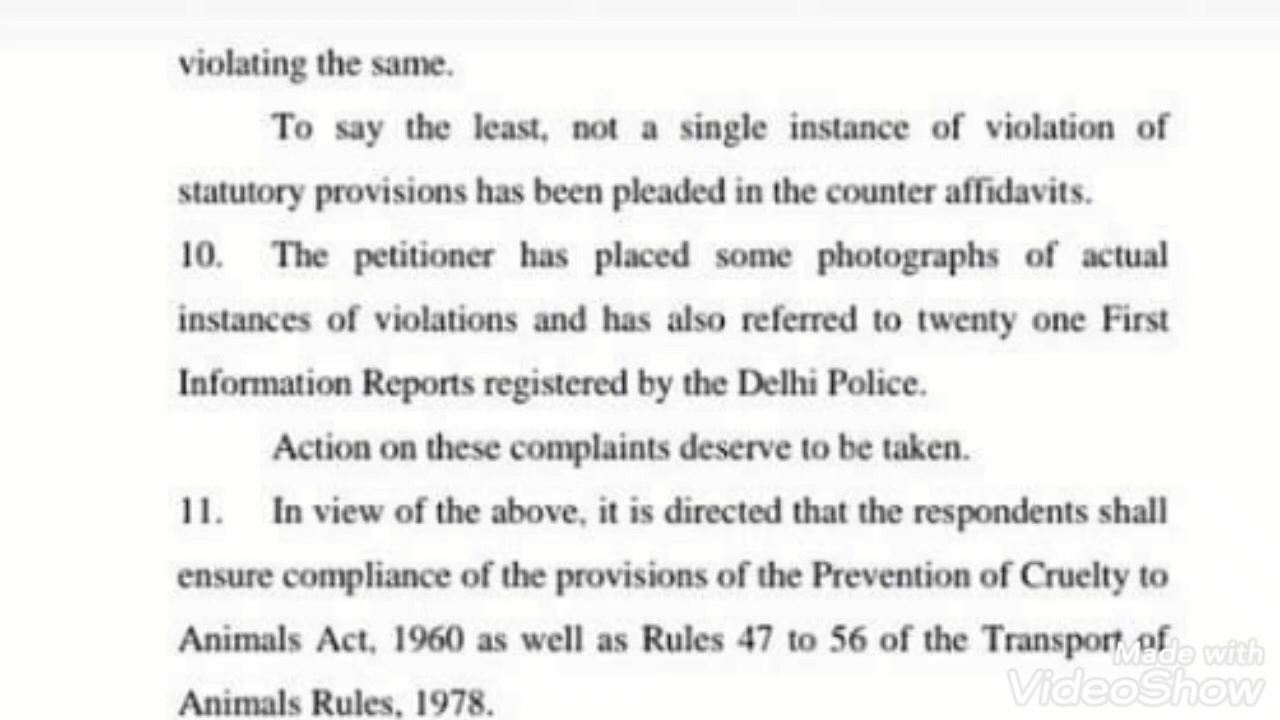 violating the same.
To say the least, not a single instance of violation of
statutory provisions has been pleaded in the counter affidavits.
10. The petitioner has placed some photographs of actual
instances of violations and has also referred to twenty one First
Information Reports registered by the Delhi Police.
Action on these complaints deserve to be taken.
11. In view of the above, it is directed that the respondents shall
ensure compliance of the provisions of the Prevention of Cruelty to
Animals Act, 1960 as well as Rules 47 to 56 of the Transport of
Animals Rules, 1978.
Made with
VideoShow